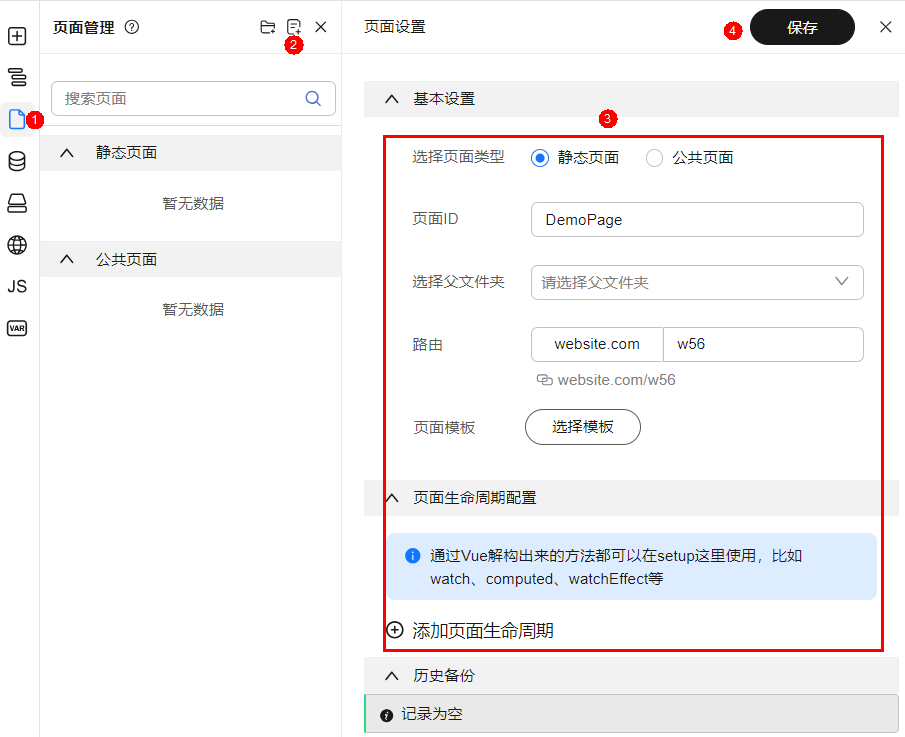 页面管理
2
页面设置
4
保存
搜索页面
1
静态页面
暂无数据
公共页面
暂无数据
JS
VAR
基本设置
3
选择页面类型 静态页面 公共页面
页面ID DemoPage
选择父文件夹 请选择父文件夹
路由 website.com w56
website.com/w56
页面模板 选择模板
页面生命周期配置
通过Vue解构出来的方法都可以在setup这里使用，比如
watch、computed、watchEffect等
添加页面生命周期
历史备份
记录为空